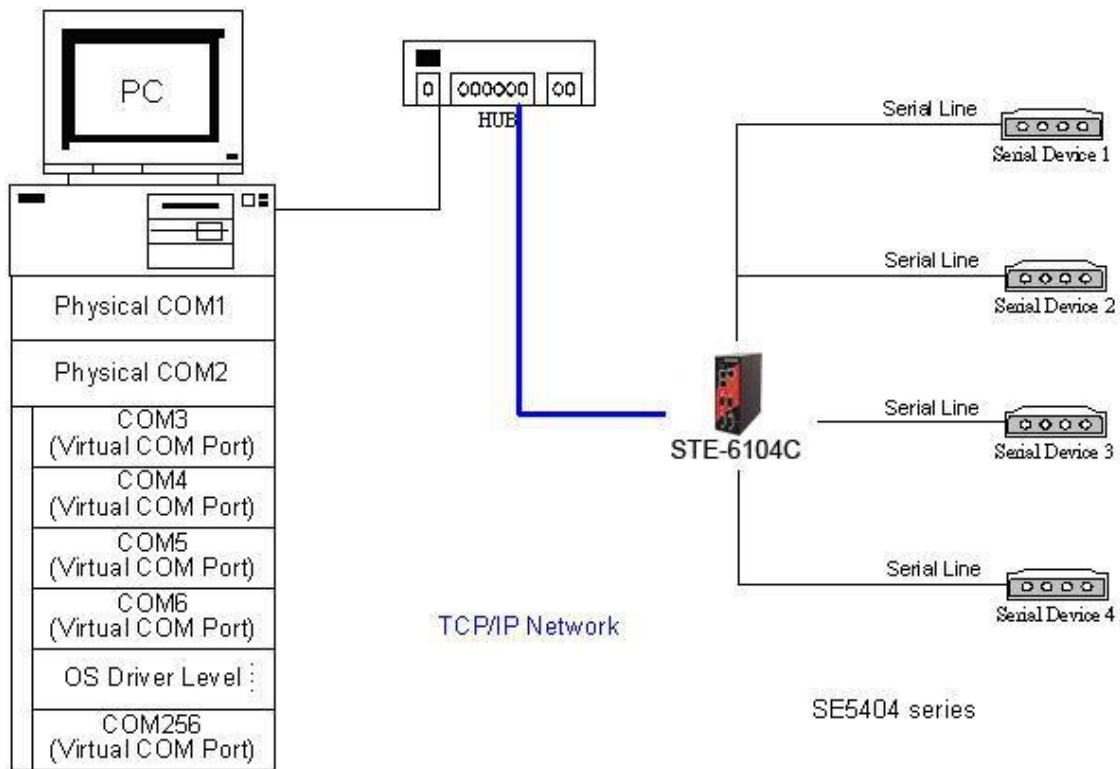 PC
HUB
Physical COM1
Physical COM2
COM3
(Virtual COM Port)
COM4
(Virtual COM Port)
COM5
(Virtual COM Port)
COM6
(Virtual COM Port)
OS Driver Level :
COM256
(Virtual COM Port)
TCP/IP Network
STE-6104C
Serial Line
Serial Device 1
Serial Line
Serial Device 2
Serial Line
Serial Device 3
Serial Line
Serial Device 4
SE5404 series